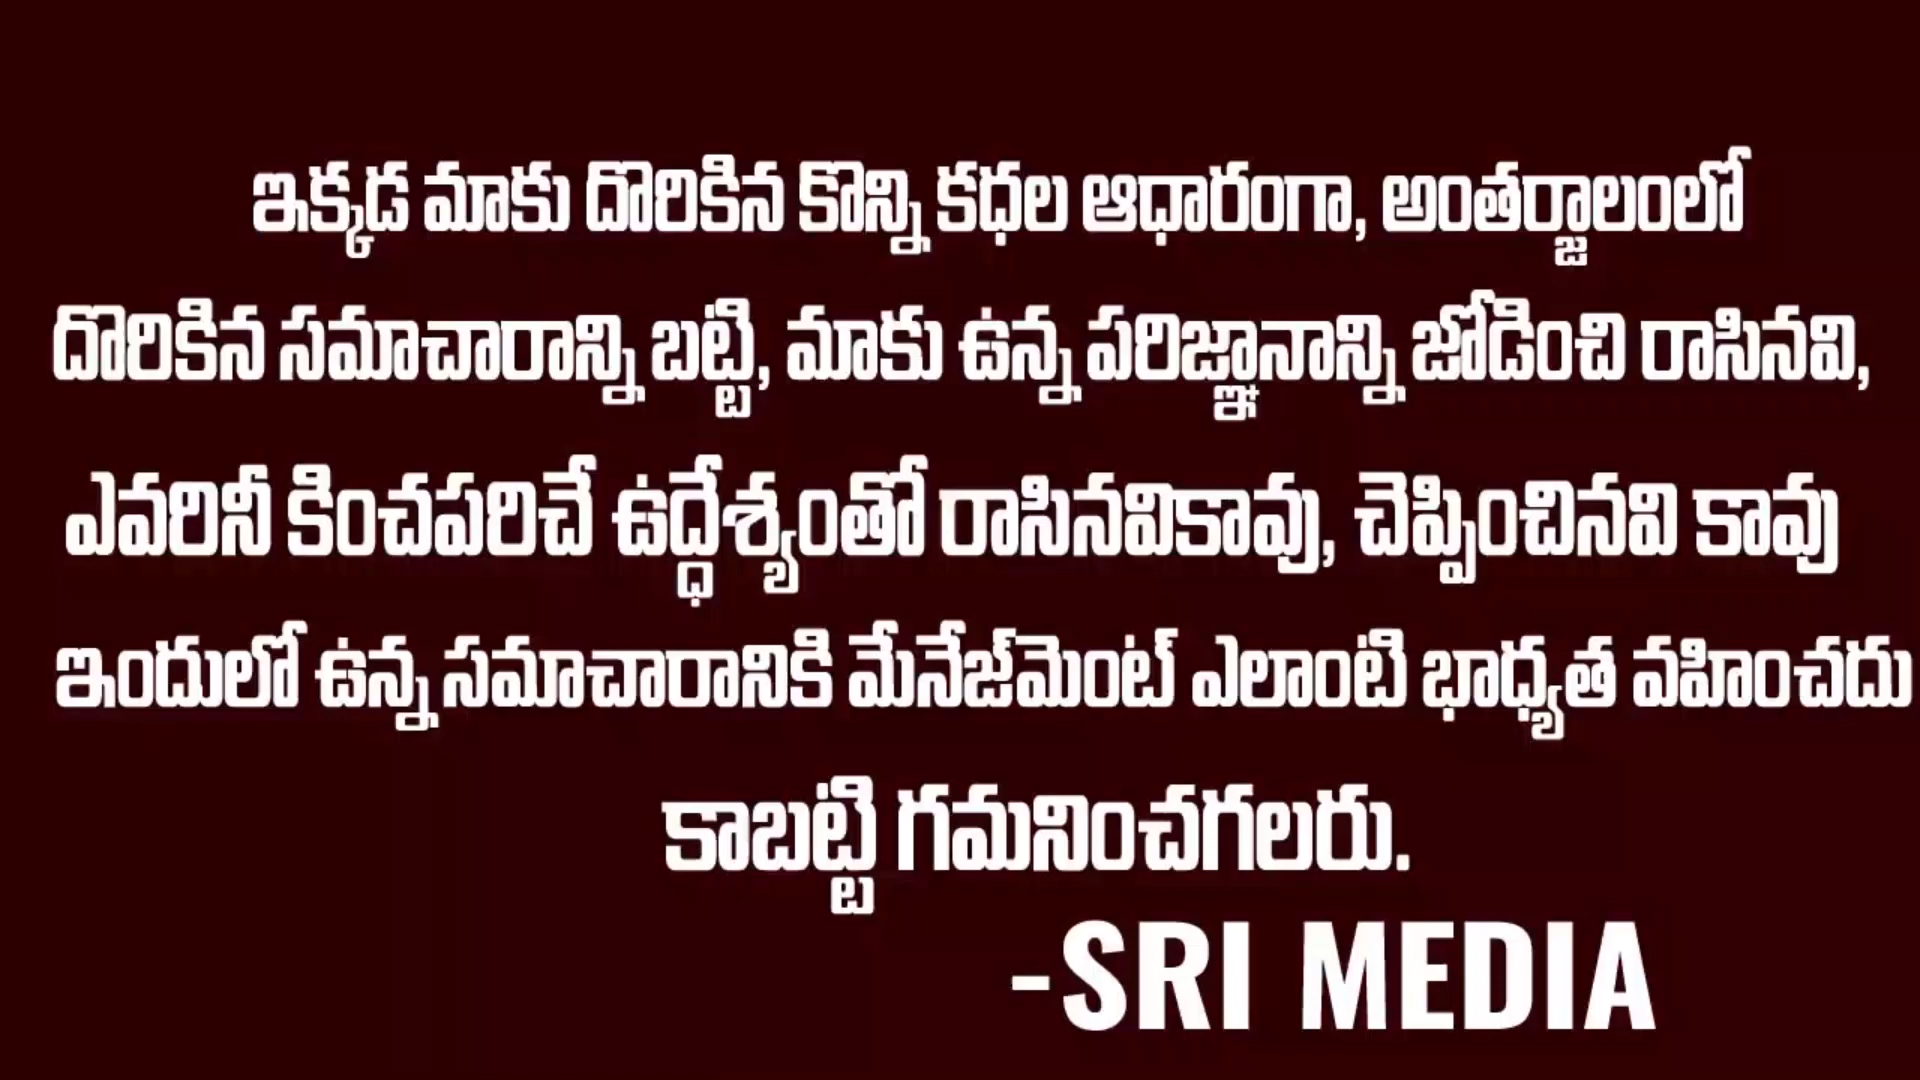 ఇక్కడ మాకు దొరికిన కొన్ని కధల ఆధారంగా, అంతర్జాలంలో
దొరికిన సమాచారాన్ని బట్టి, మాకు ఉన్న పరిజ్ఞానాన్ని జోడించి రాసినవి,
ఎవరినీ కించపరిచే ఉద్ధేశ్యంతో రాసినవికావు, చెప్పించినవి కావు
ఇందులో ఉన్న సమాచారానికి మేనేజ్‌మెంట్ ఎలాంటి భాధ్యత వహించదు
కాబట్టి గమనించగలరు.
-SRI MEDIA